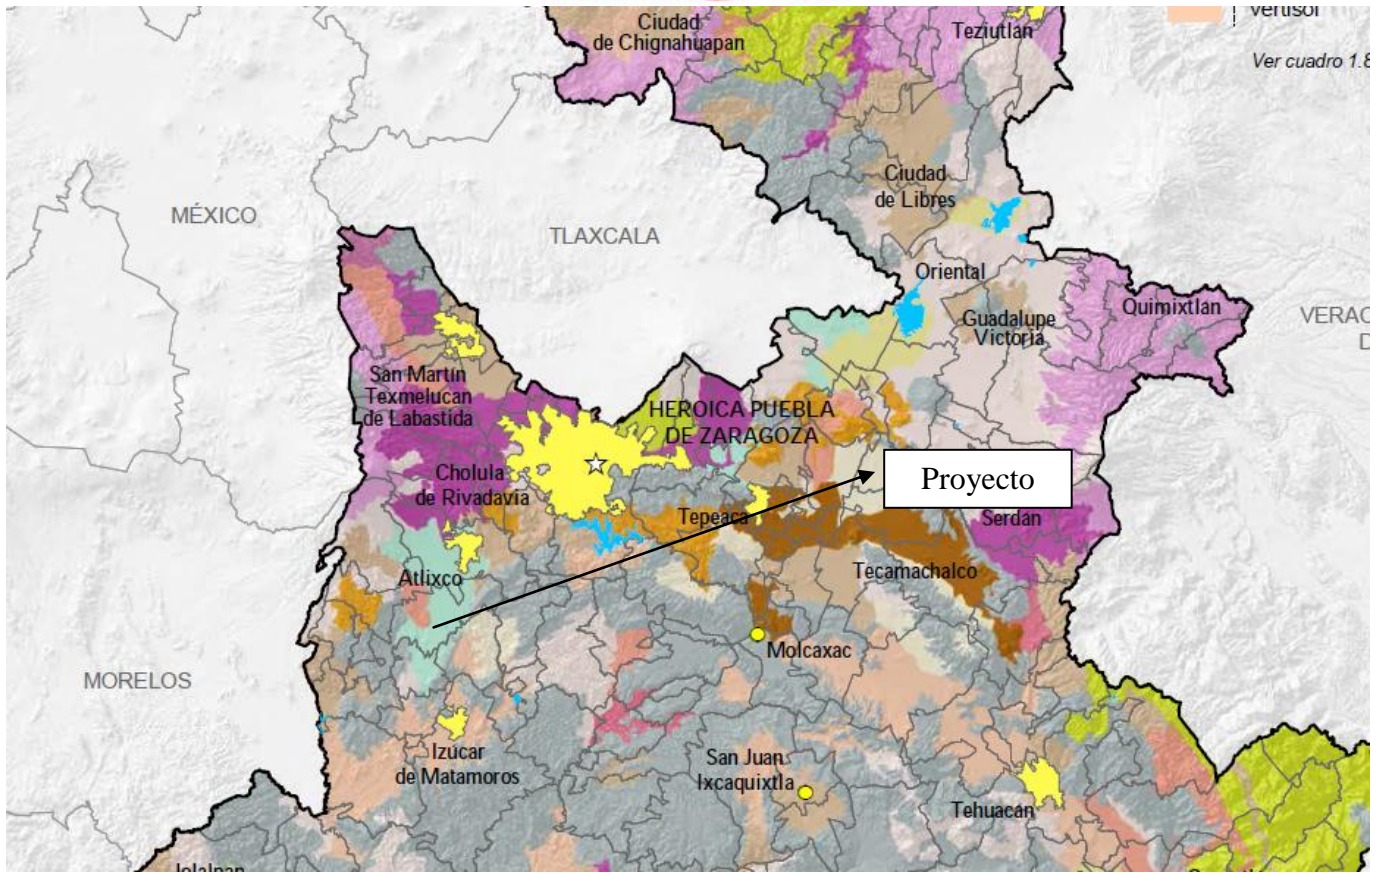 Ciudad
de Chignahuapan
Teziutlán
Vertisol
Ver cuadro 1.8
MÉXICO
TLAXCALA
Ciudad
de Libres
Oriental
Guadalupe
Victoria
Quimixtlan
VERAC
D
San Martín
Texmelucan
de Labastida
HEROICA PUEBLA
DE ZARAGOZA
Cholula
de Rivadavia
Proyecto
Tepeaca
Serdán
Atlixco
Tecamachalco
Molcaxac
MORELOS
Izúcar
de Matamoros
San Juan
Ixcaquixtla
Tehuacán
Jolalpan